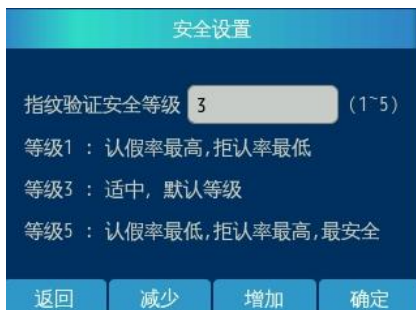 安全设置
指纹验证安全等级 3 (1~5)
等级1 : 认假率最高,拒认率最低
等级3 : 适中, 默认等级
等级5 : 认假率最低,拒认率最高,最安全
返回 减少 增加 确定